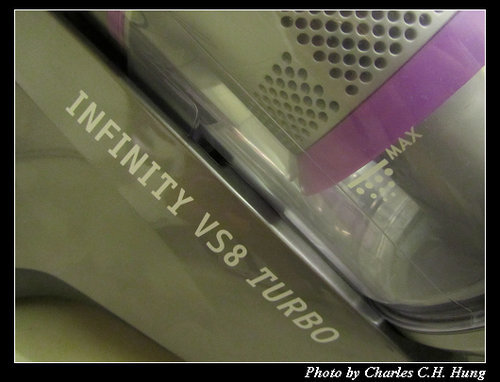 MAX
INFINITY VS8 TURBO
Photo by Charles C.H. Hung